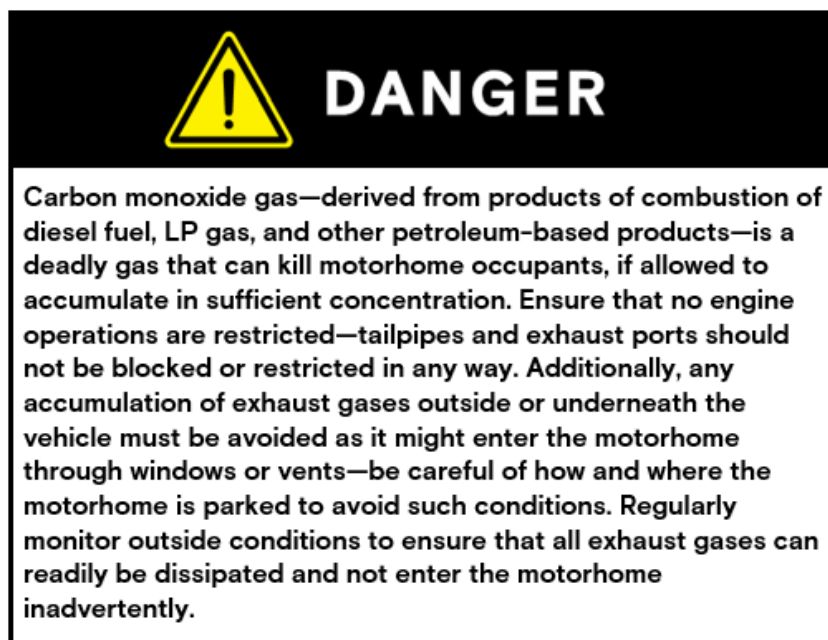 DANGER
Carbon monoxide gas—derived from products of combustion of
diesel fuel, LP gas, and other petroleum-based products—is a
deadly gas that can kill motorhome occupants, if allowed to
accumulate in sufficient concentration. Ensure that no engine
operations are restricted—tailpipes and exhaust ports should
not be blocked or restricted in any way. Additionally, any
accumulation of exhaust gases outside or underneath the
vehicle must be avoided as it might enter the motorhome
through windows or vents—be careful of how and where the
motorhome is parked to avoid such conditions. Regularly
monitor outside conditions to ensure that all exhaust gases can
readily be dissipated and not enter the motorhome
inadvertently.